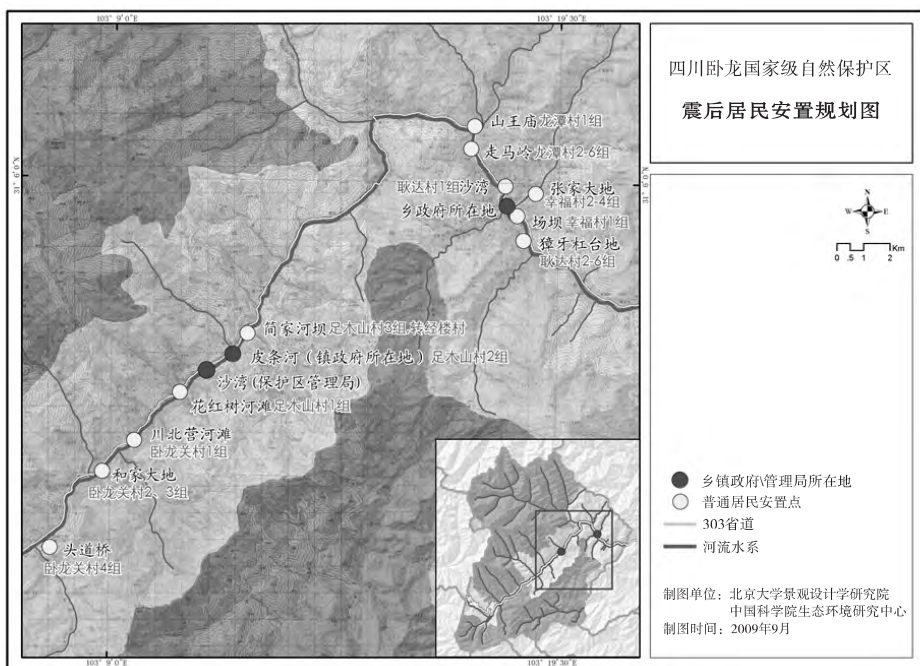 四川卧龙国家级自然保护区
震后居民安置规划图
103°9′0″E
103°19′30″E
31°6′0″N
31°6′0″N
山王庙龙潭村1组
走马岭龙潭村2-6组
耿达村1组沙湾
张家大地
幸福村2-4组
乡政府所在地
场坝 幸福村1组
獐牙杠台地
耿达村2-6组
简家河坝足木山村3组,转经楼村
皮条河(镇政府所在地)足木山村2组
沙湾(保护区管理局)
花红树河滩足木山村1组
川北营河滩
卧龙关村1组
和家大地
卧龙关村2、3组
头道桥
卧龙关村4组
N
W E
S
Km
0 .5 1 2
乡镇政府\管理局所在地
普通居民安置点
303省道
河流水系
制图单位:北京大学景观设计学研究院
中国科学院生态环境研究中心
制图时间:2009年9月
103°9′0″E
103°19′30″E